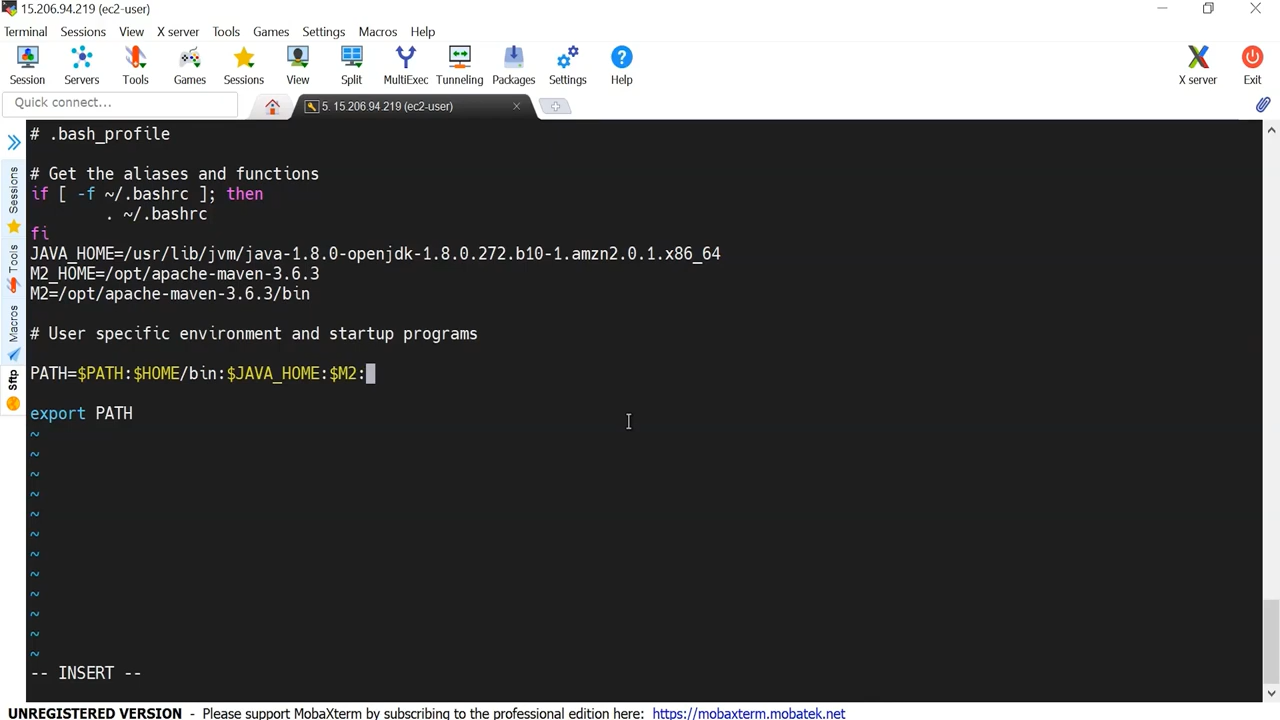 15.206.94.219 (ec2-user)
Terminal Sessions View X server Tools Games Settings Macros Help
Session Servers Tools Games Sessions View Split MultiExec Tunneling Packages Settings Help X server Exit
Quick connect...
5. 15.206.94.219 (ec2-user)
Sessions
Tools
Macros
Sftp
# .bash_profile
# Get the aliases and functions
if [ -f ~/.bashrc ]; then
. ~/.bashrc
fi
JAVA_HOME=/usr/lib/jvm/java-1.8.0-openjdk-1.8.0.272.b10-1.amzn2.0.1.x86_64
M2_HOME=/opt/apache-maven-3.6.3
M2=/opt/apache-maven-3.6.3/bin
# User specific environment and startup programs
PATH=$PATH:$HOME/bin:$JAVA_HOME:$M2:
export PATH
~
~
~
~
~
~
~
~
~
~
~
~
-- INSERT --
UNREGISTERED VERSION - Please support MobaXterm by subscribing to the professional edition here: https://mobaxterm.mobatek.net